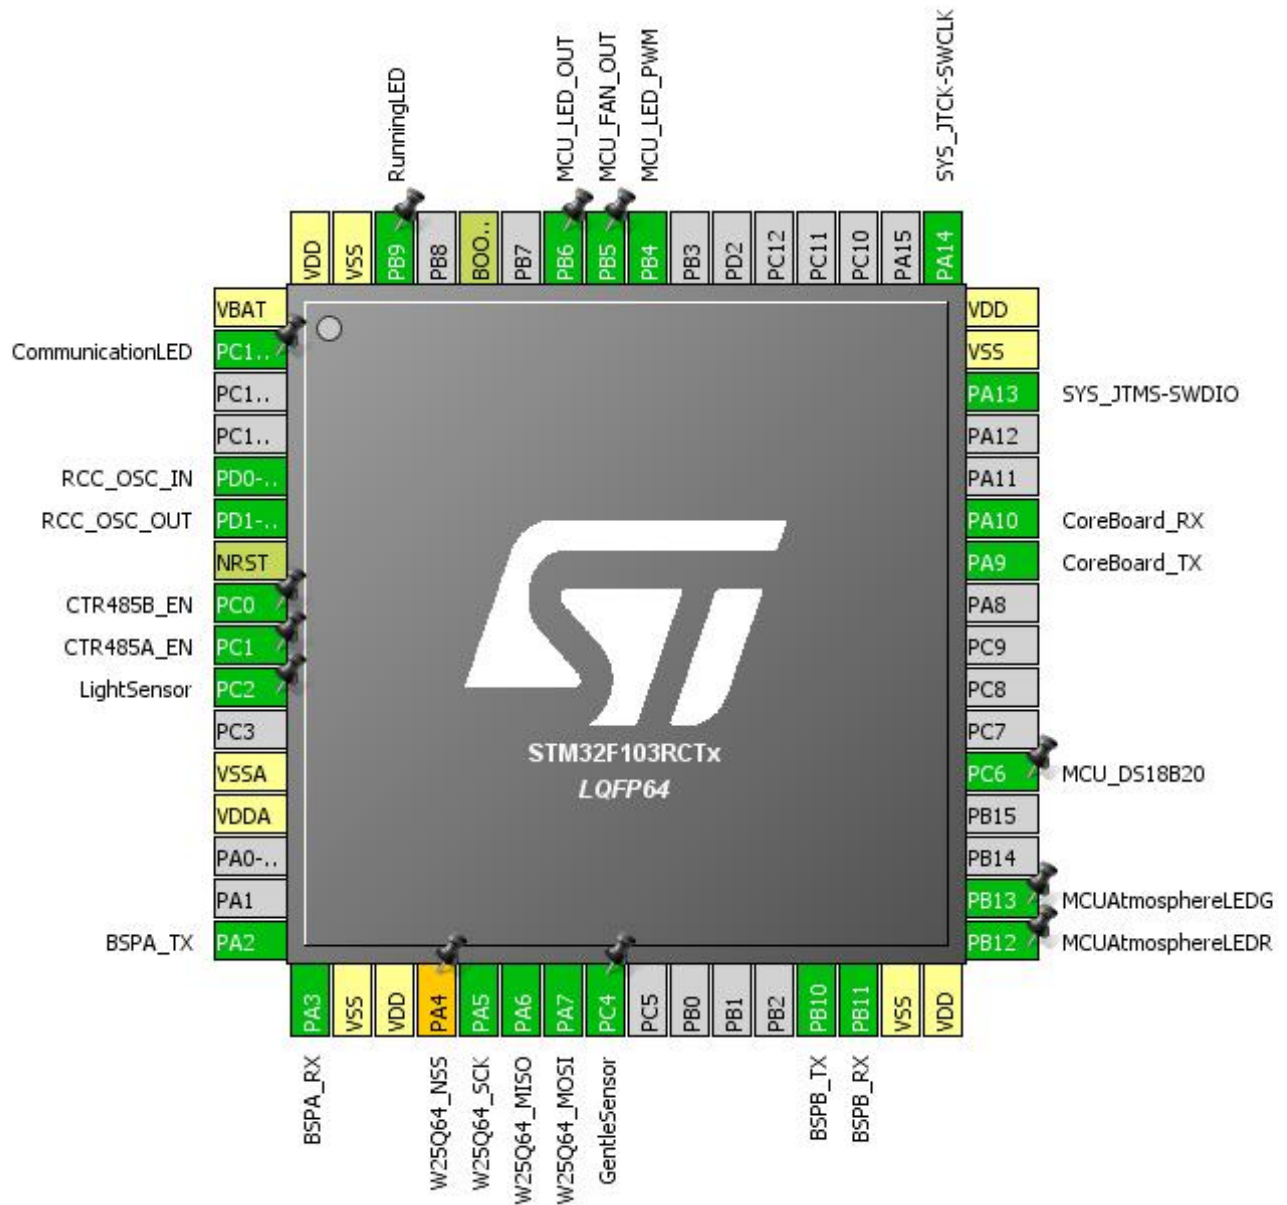 RunningLED
MCU_LED_OUT
MCU_FAN_OUT
MCU_LED_PWM
SYS_JTCK-SWCLK
VDD
VSS
PB9
PB8
BOO..
PB7
PB6
PB5
PB4
PB3
PD2
PC12
PC11
PC10
PA15
PA14
VBAT
CommunicationLED PC1..
PC1..
PC1..
RCC_OSC_IN PD0-..
RCC_OSC_OUT PD1-..
NRST
CTR485B_EN PC0
CTR485A_EN PC1
LightSensor PC2
PC3
VSSA
VDDA
PA0-..
PA1
BSPA_TX PA2
ST
STM32F103RCTx
LQFP64
VDD
VSS
PA13 SYS_JTMS-SWDIO
PA12
PA11
PA10 CoreBoard_RX
PA9 CoreBoard_TX
PA8
PC9
PC8
PC7
PC6 MCU_DS18B20
PB15
PB14
PB13 MCUAtmosphereLEDG
PB12 MCUAtmosphereLEDR
PA3
VSS
VDD
PA4
PA5
PA6
PA7
PC4
PC5
PB0
PB1
PB2
PB10
PB11
VSS
VDD
BSPA_RX
W25Q64_NSS
W25Q64_SCK
W25Q64_MISO
W25Q64_MOSI
GentleSensor
BSPB_TX
BSPB_RX